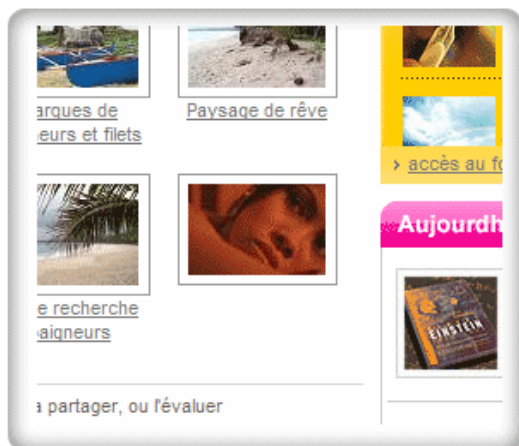 arques de
eurs et filets
Paysage de rêve
e recherche
aigneurs
a partager, ou l'évaluer
› accès au fo
Aujourdh
EINSTEIN